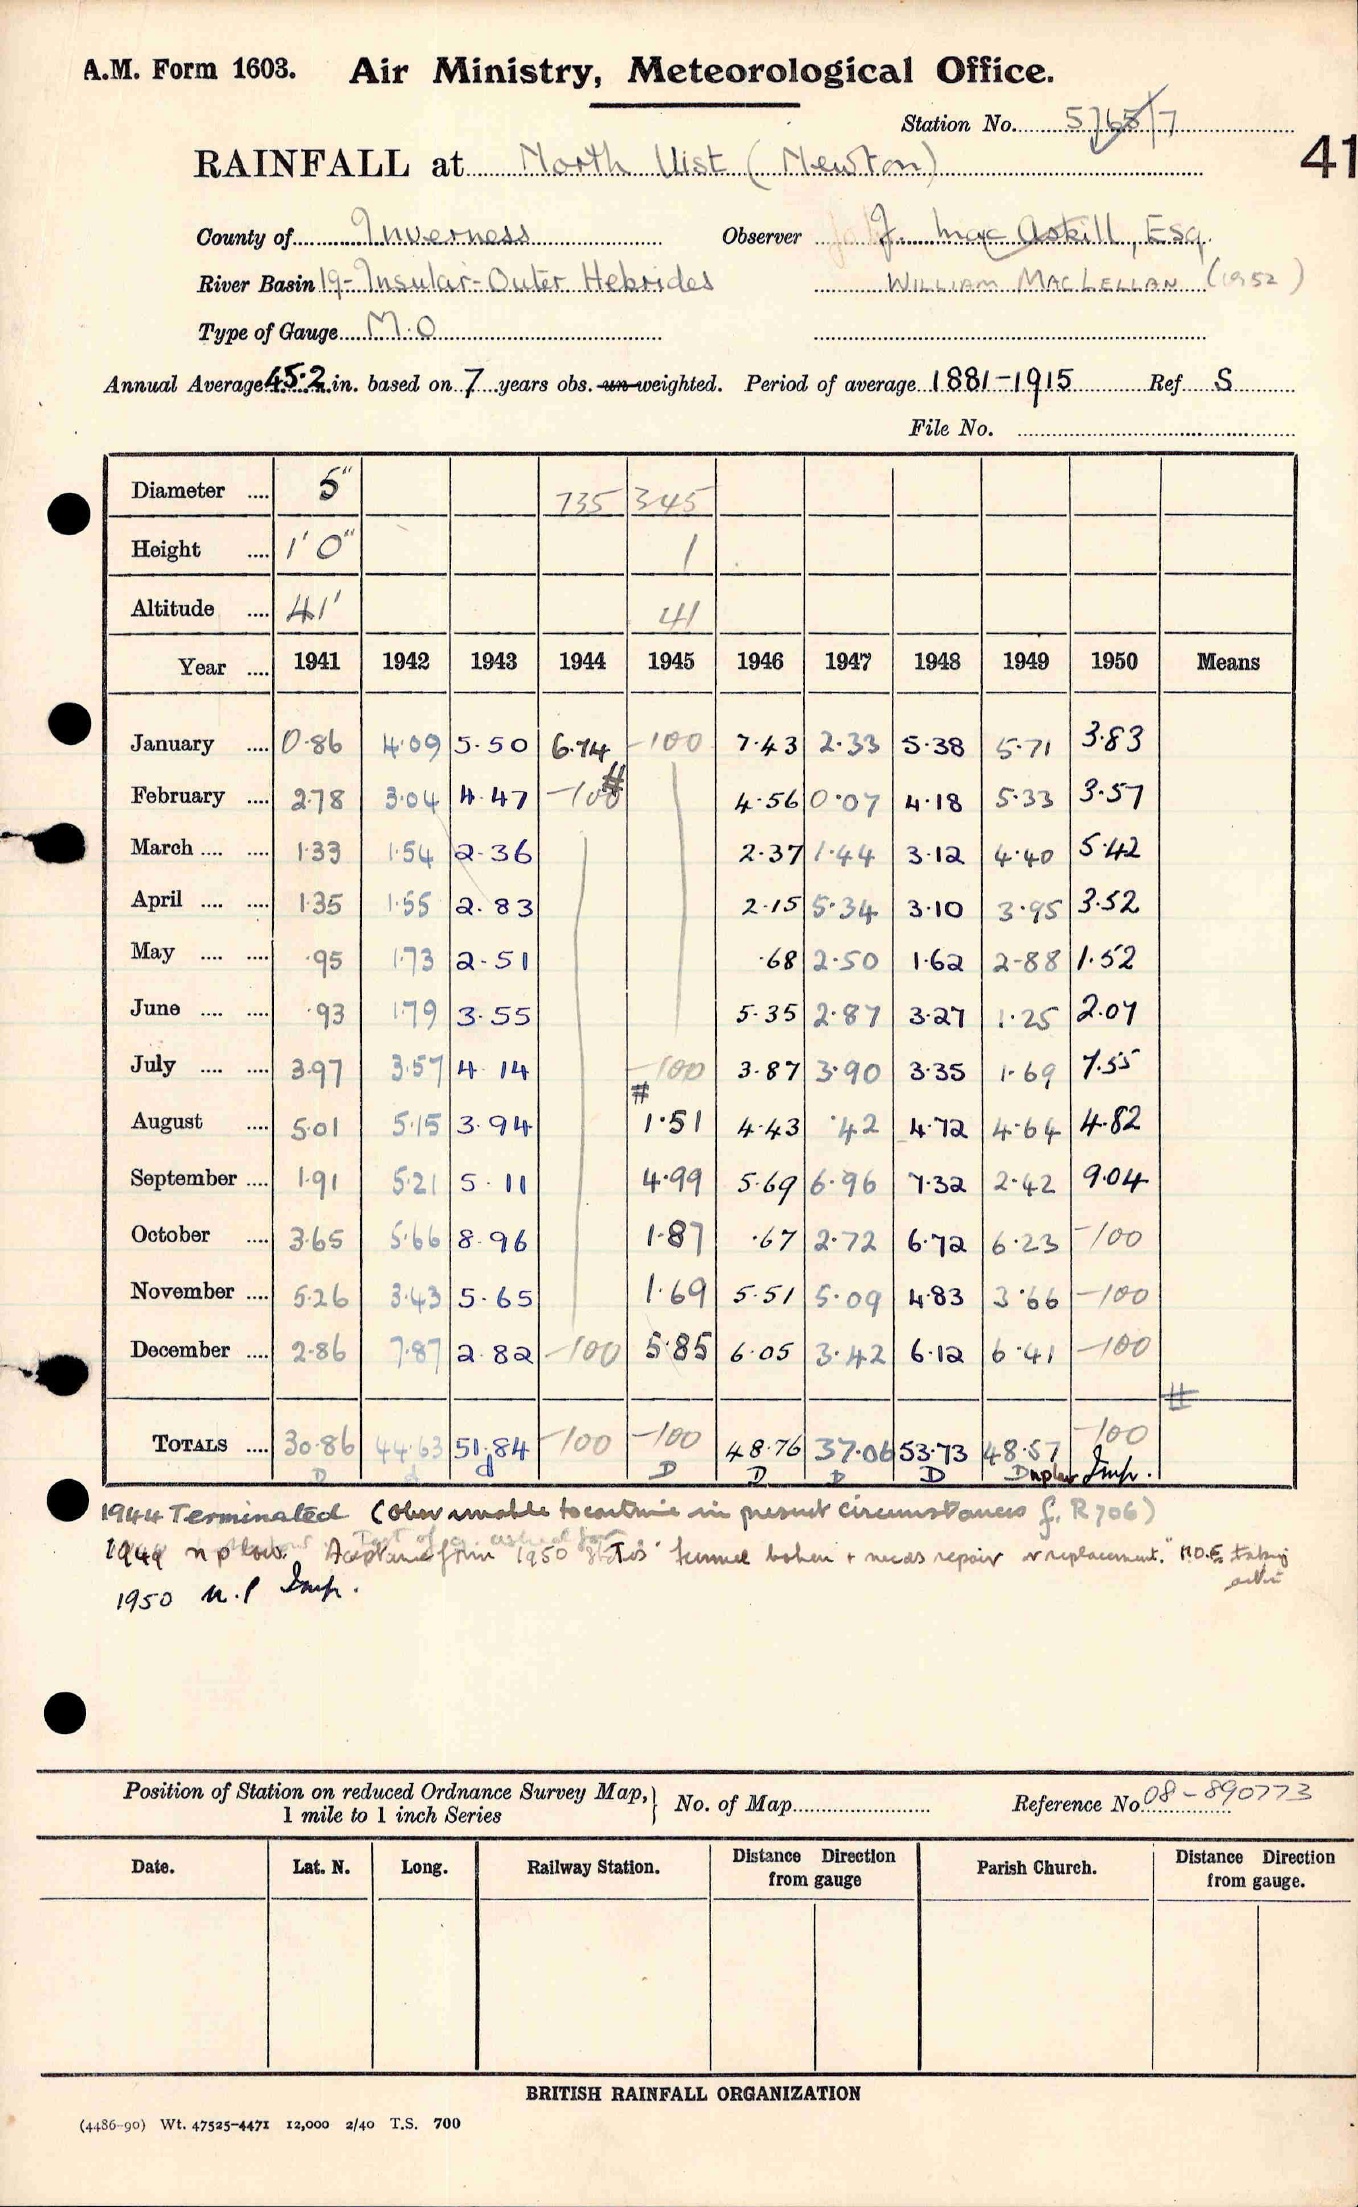 A.M. Form 1603. Air Ministry, Meteorological Office.
Station No. 5765/7
41
RAINFALL at North Uist (Newton)
County of Inverness Observer J. MacAskill, Esq.
River Basin 19-Insular-Outer Hebrides WILLIAM MACLELLAN (1952)
Type of Gauge M.O
Annual Average 45.2 in. based on 7 years obs. un weighted. Period of average 1881-1915 Ref S
File No.
Diameter .... 5" 735 345
Height .... 1' 0" 1
Altitude .... 41' 41
Year .... 1941 1942 1943 1944 1945 1946 1947 1948 1949 1950 Means
January .... 0.86 4.09 5.50 6.74 -100 7.43 2.33 5.38 5.71 3.83
February .... 2.78 3.04 4.47 -100 # 4.56 0.07 4.18 5.33 3.57
March .... .... 1.33 1.54 2.36 2.37 1.44 3.12 4.40 5.42
April .... .... 1.35 1.55 2.83 2.15 5.34 3.10 3.95 3.52
May .... .... .95 1.73 2.51 .68 2.50 1.62 2.88 1.52
June .... .... .93 1.79 3.55 5.35 2.87 3.27 1.25 2.07
July .... .... 3.97 3.57 4.14 -100 3.87 3.90 3.35 1.69 7.55
August .... 5.01 5.15 3.94 # 1.51 4.43 .42 4.72 4.64 4.82
September .... 1.91 5.21 5.11 4.99 5.69 6.96 7.32 2.42 9.04
October .... 3.65 5.66 8.96 1.87 .67 2.72 6.72 6.23 -100
November .... 5.26 3.43 5.65 1.69 5.51 5.09 4.83 3.66 -100
December .... 2.86 7.87 2.82 -100 5.85 6.05 3.42 6.12 6.41 -100
#
TOTALS .... 30.86 44.63 51.84 -100 -100 48.76 37.06 53.73 48.57 -100
D d d D D D D D nplow Imp.
1944 Terminated (Obser unable to continue in present circumstances f. R706)
1949 n p low. 1950 funnel broken + needs repair or replacement." M.O.E. taking
action
1950 n.p Imp.
Position of Station on reduced Ordnance Survey Map, } No. of Map Reference No. 08-890773
1 mile to 1 inch Series
Date. Lat. N. Long. Railway Station. Distance from gauge Direction Parish Church. Distance from gauge. Direction
BRITISH RAINFALL ORGANIZATION
(4486-90) Wt. 47525-4471 12,000 2/40 T.S. 700